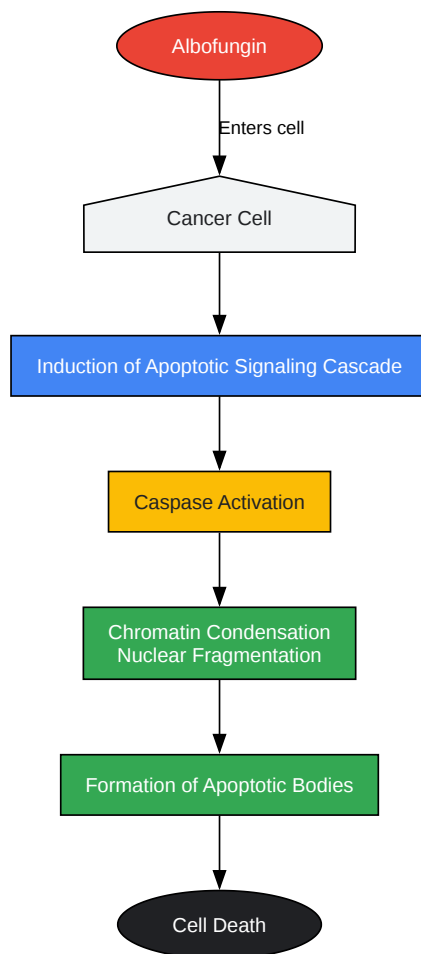 Albofungin
Enters cell
Cancer Cell
Induction of Apoptotic Signaling Cascade
Caspase Activation
Chromatin Condensation
Nuclear Fragmentation
Formation of Apoptotic Bodies
Cell Death